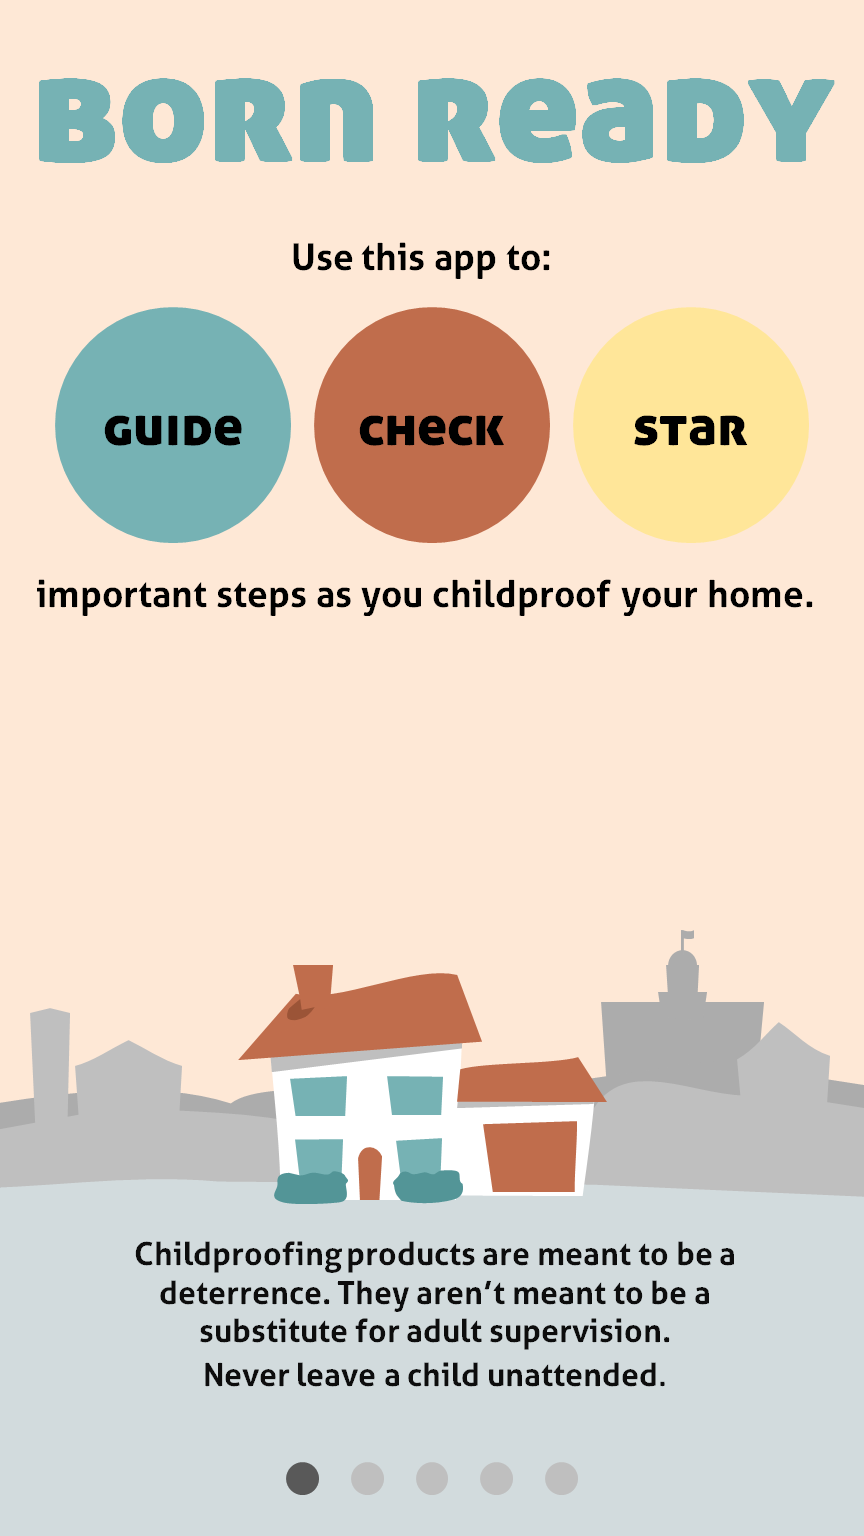 BORN READY
Use this app to:
GUIDE CHECK STAR
important steps as you childproof your home.
Childproofing products are meant to be a
deterrence. They aren’t meant to be a
substitute for adult supervision.
Never leave a child unattended.